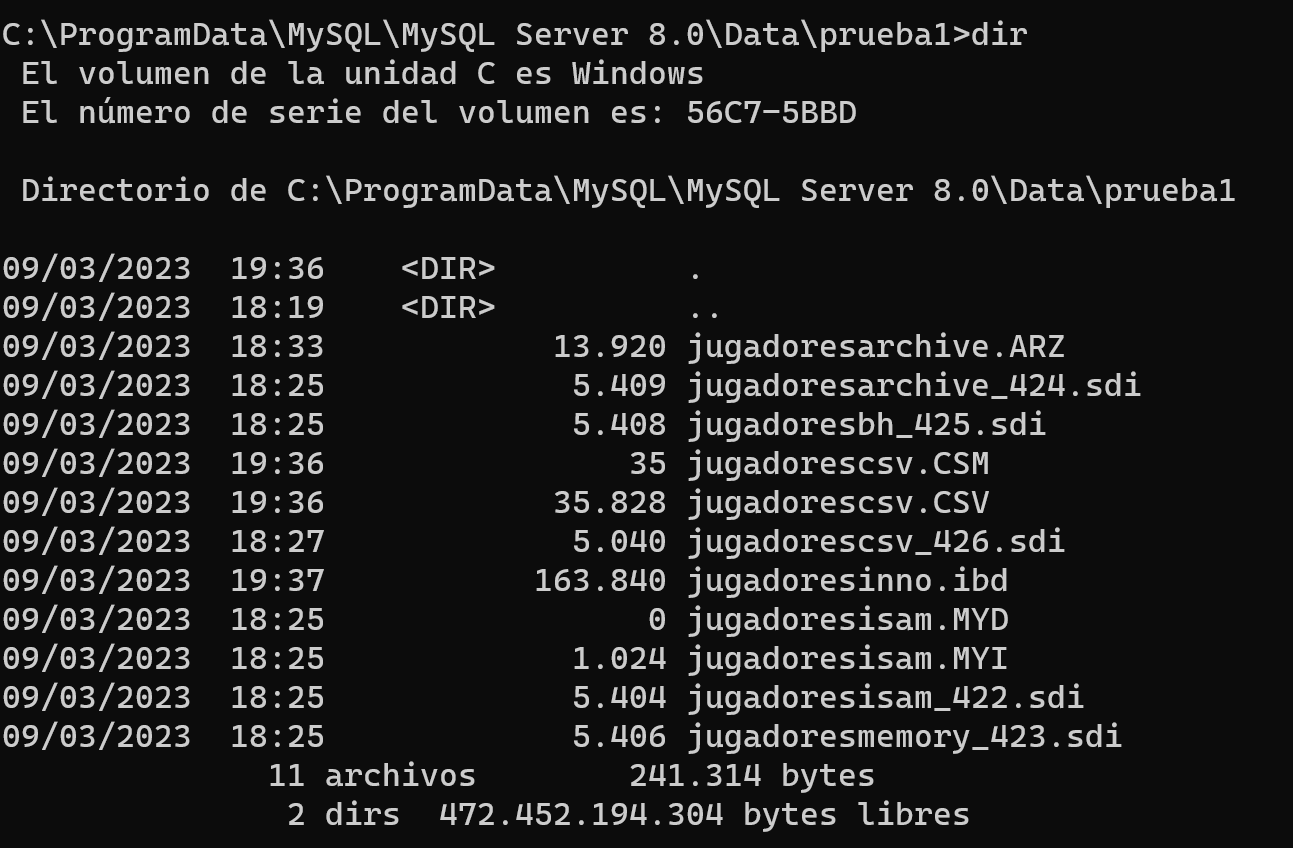 C:\ProgramData\MySQL\MySQL Server 8.0\Data\prueba1>dir
 El volumen de la unidad C es Windows
 El número de serie del volumen es: 56C7-5BBD

 Directorio de C:\ProgramData\MySQL\MySQL Server 8.0\Data\prueba1

09/03/2023  19:36    <DIR>          .
09/03/2023  18:19    <DIR>          ..
09/03/2023  18:33            13.920 jugadoresarchive.ARZ
09/03/2023  18:25             5.409 jugadoresarchive_424.sdi
09/03/2023  18:25             5.408 jugadoresbh_425.sdi
09/03/2023  19:36                35 jugadorescsv.CSM
09/03/2023  19:36            35.828 jugadorescsv.CSV
09/03/2023  18:27             5.040 jugadorescsv_426.sdi
09/03/2023  19:37           163.840 jugadoresinno.ibd
09/03/2023  18:25                 0 jugadoresisam.MYD
09/03/2023  18:25             1.024 jugadoresisam.MYI
09/03/2023  18:25             5.404 jugadoresisam_422.sdi
09/03/2023  18:25             5.406 jugadoresmemory_423.sdi
              11 archivos        241.314 bytes
               2 dirs  472.452.194.304 bytes libres